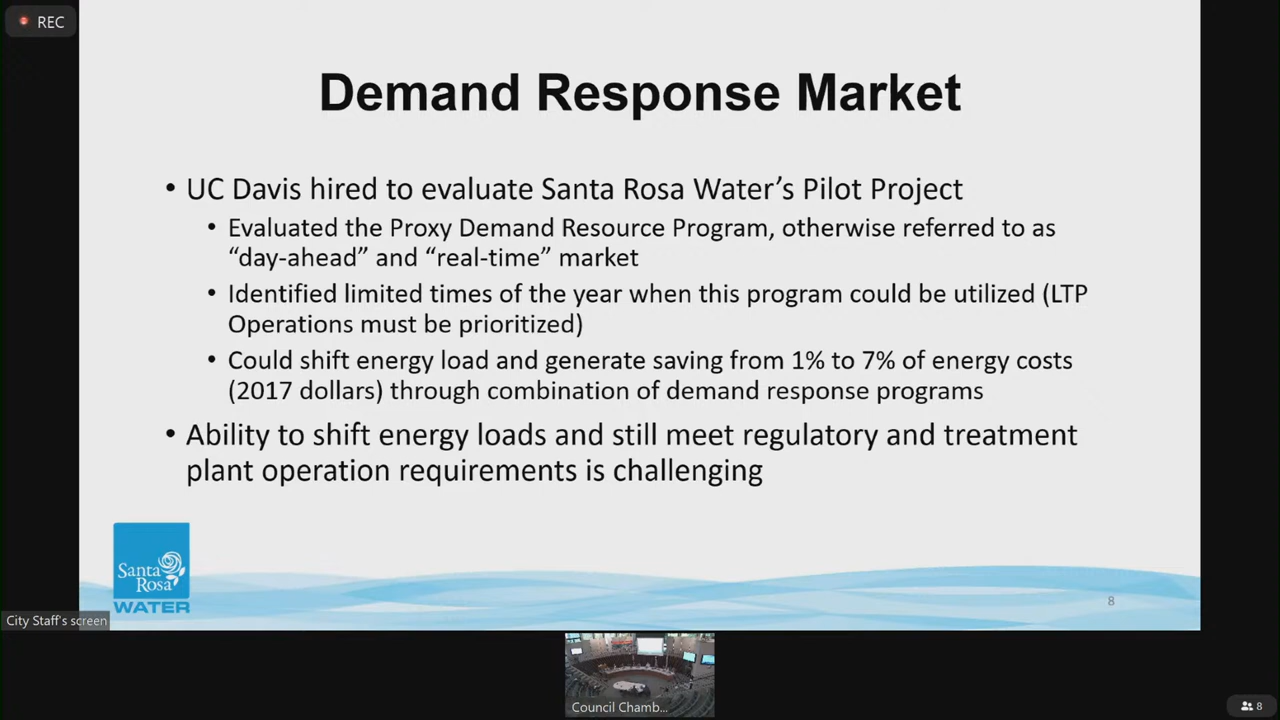 REC
Demand Response Market
• UC Davis hired to evaluate Santa Rosa Water’s Pilot Project
• Evaluated the Proxy Demand Resource Program, otherwise referred to as
“day-ahead” and “real-time” market
• Identified limited times of the year when this program could be utilized (LTP
Operations must be prioritized)
• Could shift energy load and generate saving from 1% to 7% of energy costs
(2017 dollars) through combination of demand response programs
• Ability to shift energy loads and still meet regulatory and treatment
plant operation requirements is challenging
Santa
Rosa
WATER
8
City Staff's screen
Council Chamb...
8